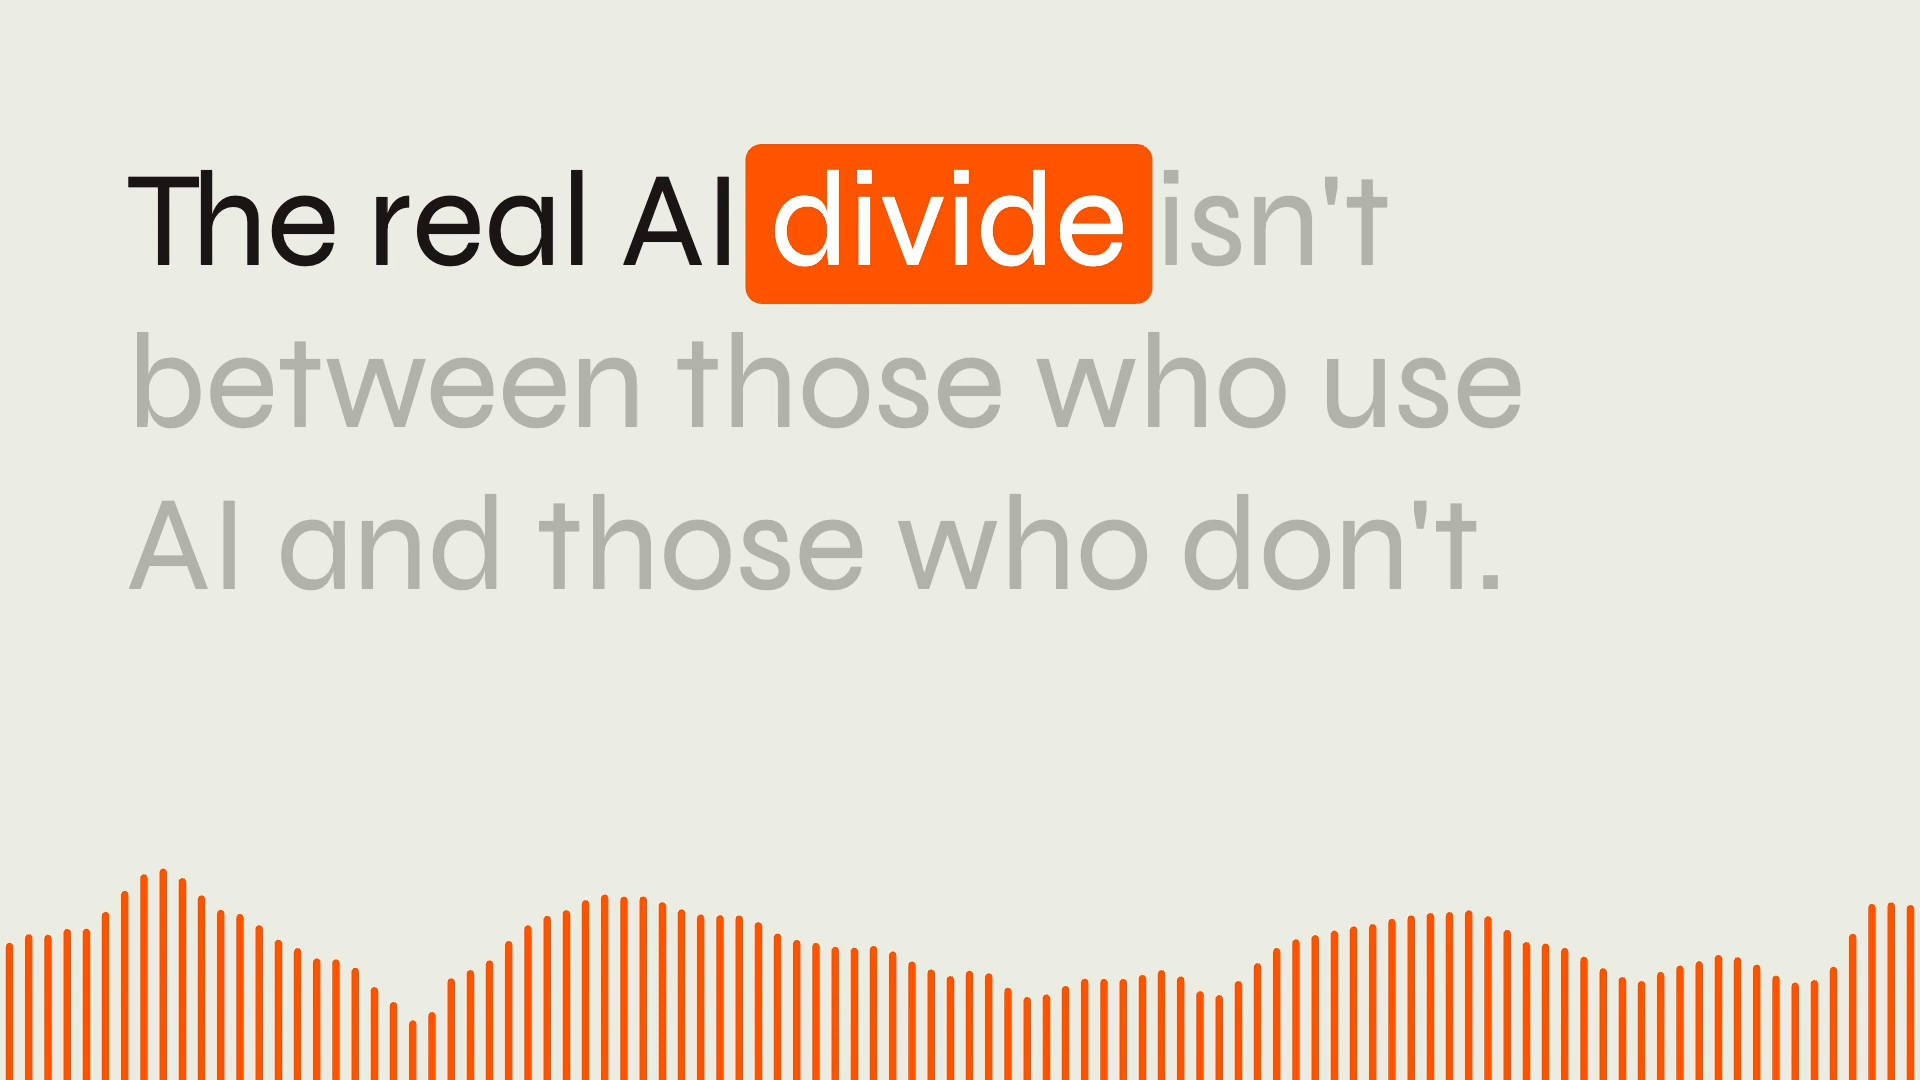 The real AI divide isn't
between those who use
AI and those who don't.